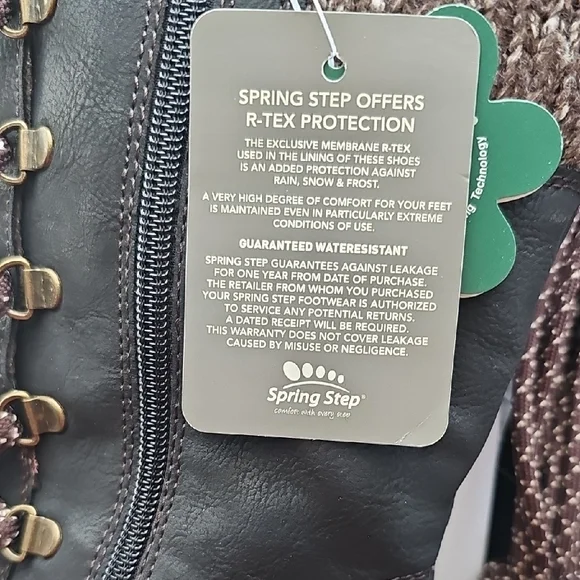 SPRING STEP OFFERS
R-TEX PROTECTION
THE EXCLUSIVE MEMBRANE R-TEX
USED IN THE LINING OF THESE SHOES
IS AN ADDED PROTECTION AGAINST
RAIN, SNOW & FROST.
A VERY HIGH DEGREE OF COMFORT FOR YOUR FEET
IS MAINTAINED EVEN IN PARTICULARLY EXTREME
CONDITIONS OF USE.
GUARANTEED WATERESISTANT
SPRING STEP GUARANTEES AGAINST LEAKAGE
FOR ONE YEAR FROM DATE OF PURCHASE.
THE RETAILER FROM WHOM YOU PURCHASED
YOUR SPRING STEP FOOTWEAR IS AUTHORIZED
TO SERVICE ANY POTENTIAL RETURNS.
A DATED RECEIPT WILL BE REQUIRED.
THIS WARRANTY DOES NOT COVER LEAKAGE
CAUSED BY MISUSE OR NEGLIGENCE.
Spring Step®
comfort with every step
Technology